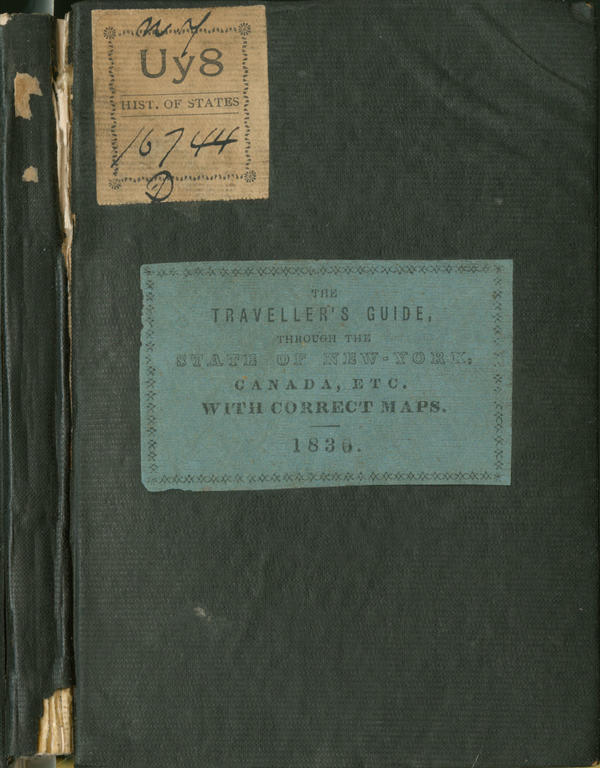 N Y
Uy8
HIST. OF STATES
16744
D
THE
TRAVELLER'S GUIDE,
THROUGH THE
STATE OF NEW-YORK,
CANADA, ETC.
WITH CORRECT MAPS.
1836.